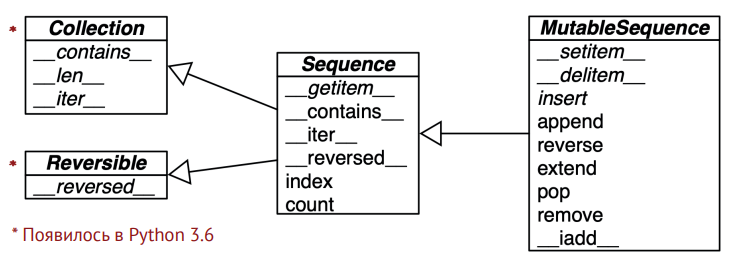 * Collection
__contains__
__len__
__iter__
* Reversible
__reversed__
* Появилось в Python 3.6
Sequence
__getitem__
__contains__
__iter__
__reversed__
index
count
MutableSequence
__setitem__
__delitem__
insert
append
reverse
extend
pop
remove
__iadd__